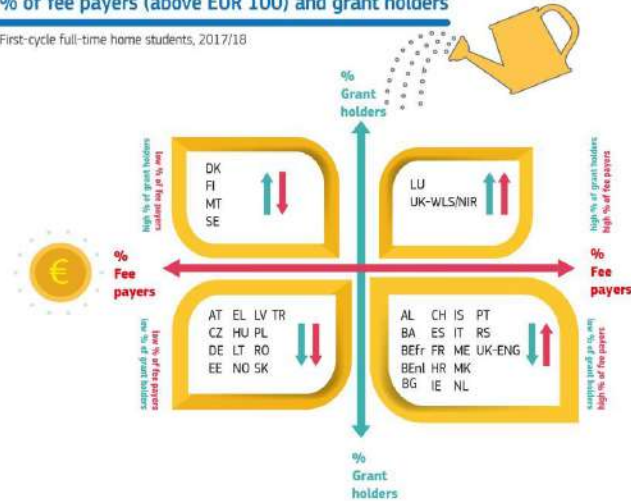 % of fee payers (above EUR 100) and grant holders
First-cycle full-time home students, 2017/18
%
Grant
holders
high % of grant holders
low % of fee payers
DK
FI
MT
SE
LU
UK-WLS/NIR
high % of grant holders
high % of fee payers
€
%
Fee
payers
%
Fee
payers
low % of grant holders
low % of fee payers
AT EL LV TR
CZ HU PL
DE LT RO
EE NO SK
AL CH IS PT
BA ES IT RS
BEfr FR ME UK-ENG
BEnl HR MK
BG IE NL
low % of grant holders
high % of fee payers
%
Grant
holders